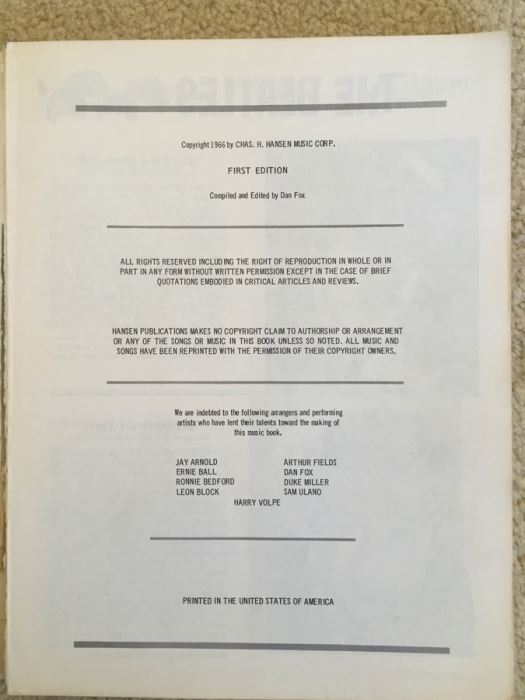 THE BEATLES
Copyright 1966 by CHAS. H. HANSEN MUSIC CORP.
FIRST EDITION
Compiled and Edited by Dan Fox
ALL RIGHTS RESERVED INCLUDING THE RIGHT OF REPRODUCTION IN WHOLE OR IN
PART IN ANY FORM WITHOUT WRITTEN PERMISSION EXCEPT IN THE CASE OF BRIEF
QUOTATIONS EMBODIED IN CRITICAL ARTICLES AND REVIEWS.
HANSEN PUBLICATIONS MAKES NO COPYRIGHT CLAIM TO AUTHORSHIP OR ARRANGEMENT
OR ANY OF THE SONGS OR MUSIC IN THIS BOOK UNLESS SO NOTED. ALL MUSIC AND
SONGS HAVE BEEN REPRINTED WITH THE PERMISSION OF THEIR COPYRIGHT OWNERS.
We are indebted to the following arrangers and performing
artists who have lent their talents toward the making of
this music book.
JAY ARNOLD
ERNIE BALL
RONNIE BEDFORD
LEON BLOCK
ARTHUR FIELDS
DAN FOX
DUKE MILLER
SAM ULANO
HARRY VOLPE
PRINTED IN THE UNITED STATES OF AMERICA